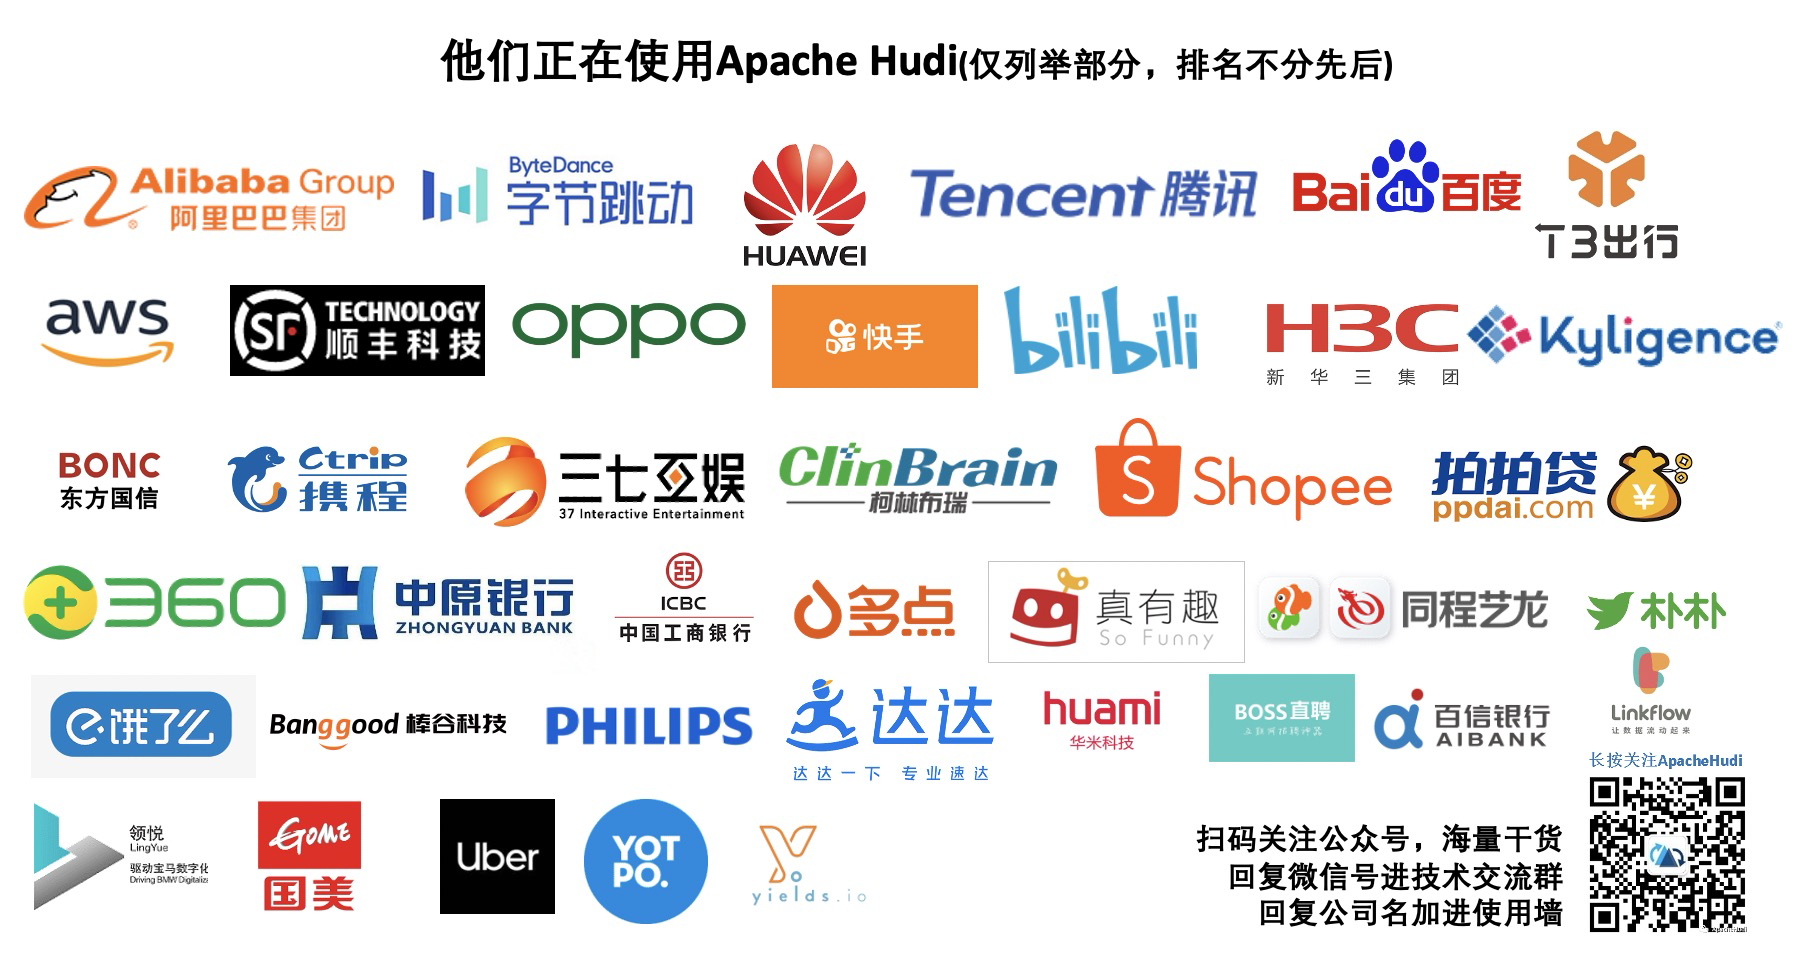 他们正在使用Apache Hudi(仅列举部分，排名不分先后)
Alibaba Group
阿里巴巴集团
ByteDance
字节跳动
HUAWEI
Tencent 腾讯
Bai du 百度
T3出行
aws
SF TECHNOLOGY
顺丰科技
oppo
快手
bilibili
H3C
新华三集团
Kyligence
BONC
东方国信
Ctrip
携程
三七互娱
37 Interactive Entertainment
ClinBrain
柯林布瑞
S Shopee
拍拍贷
ppdai.com
¥
360
中原银行
ZHONGYUAN BANK
ICBC
中国工商银行
多点
真有趣
So Funny
同程艺龙
朴朴
e·饿了么
Banggood 棒谷科技
PHILIPS
达达
达达一下 专业速达
huami
华米科技
BOSS直聘
百信银行
AIBANK
Linkflow
让数据流动起来
长按关注ApacheHudi
领悦
LingYue
驱动宝马数字化
Driving BMW Digitaliza
GOME
国美
Uber
YOT
PO.
yields.io
扫码关注公众号，海量干货
回复微信号进技术交流群
回复公司名加进使用墙